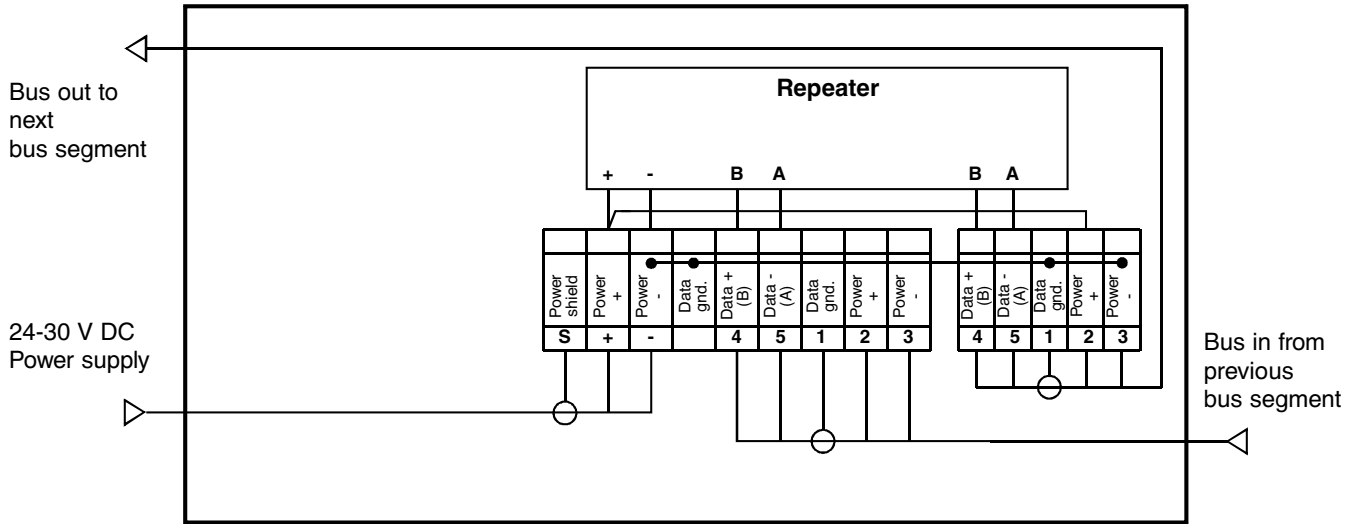 Bus out to
next
bus segment
Repeater
+ - B A B A
Power
shield
Power
+
Power
-
Data
gnd.
Data +
(B)
Data -
(A)
Data
gnd.
Power
+
Power
-
Data +
(B)
Data -
(A)
Data
gnd.
Power
+
Power
-
S + - 4 5 1 2 3 4 5 1 2 3
24-30 V DC
Power supply
Bus in from
previous
bus segment